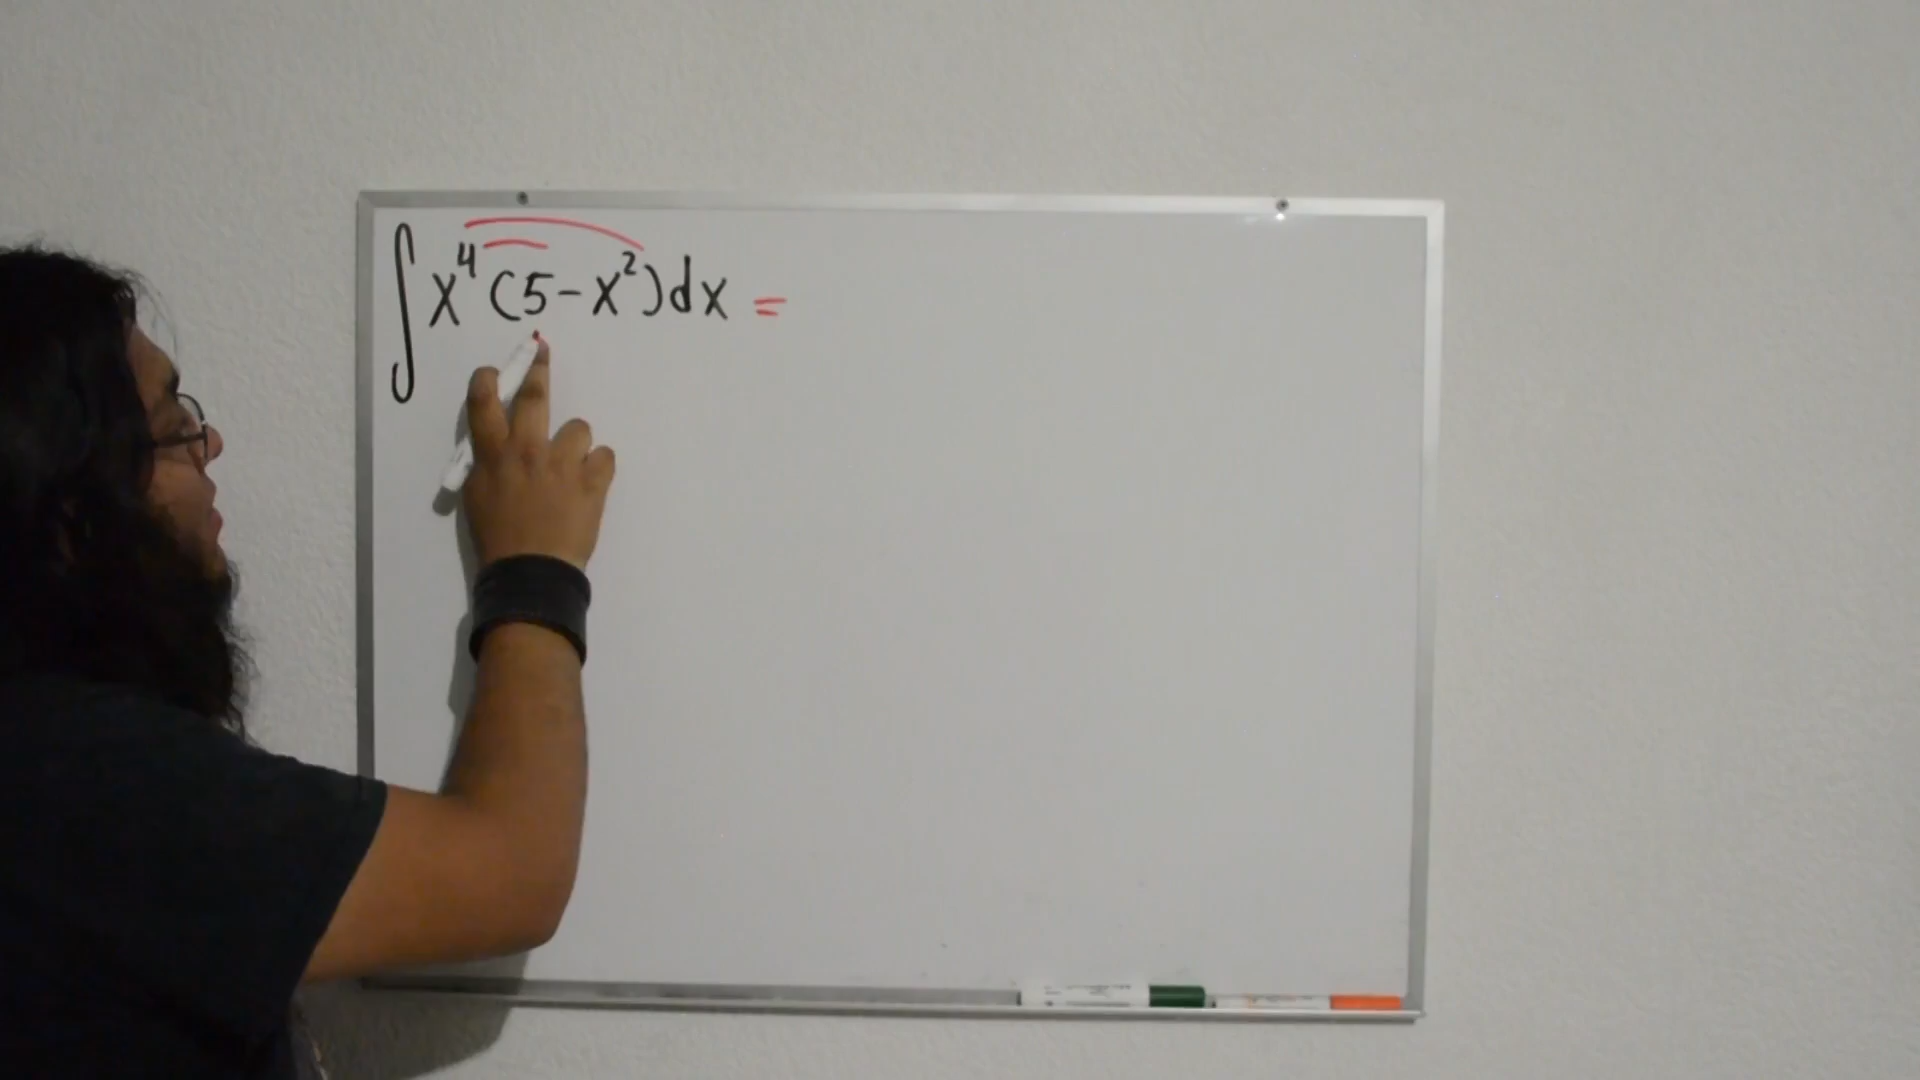 ∫x⁴(5-x²)dx =